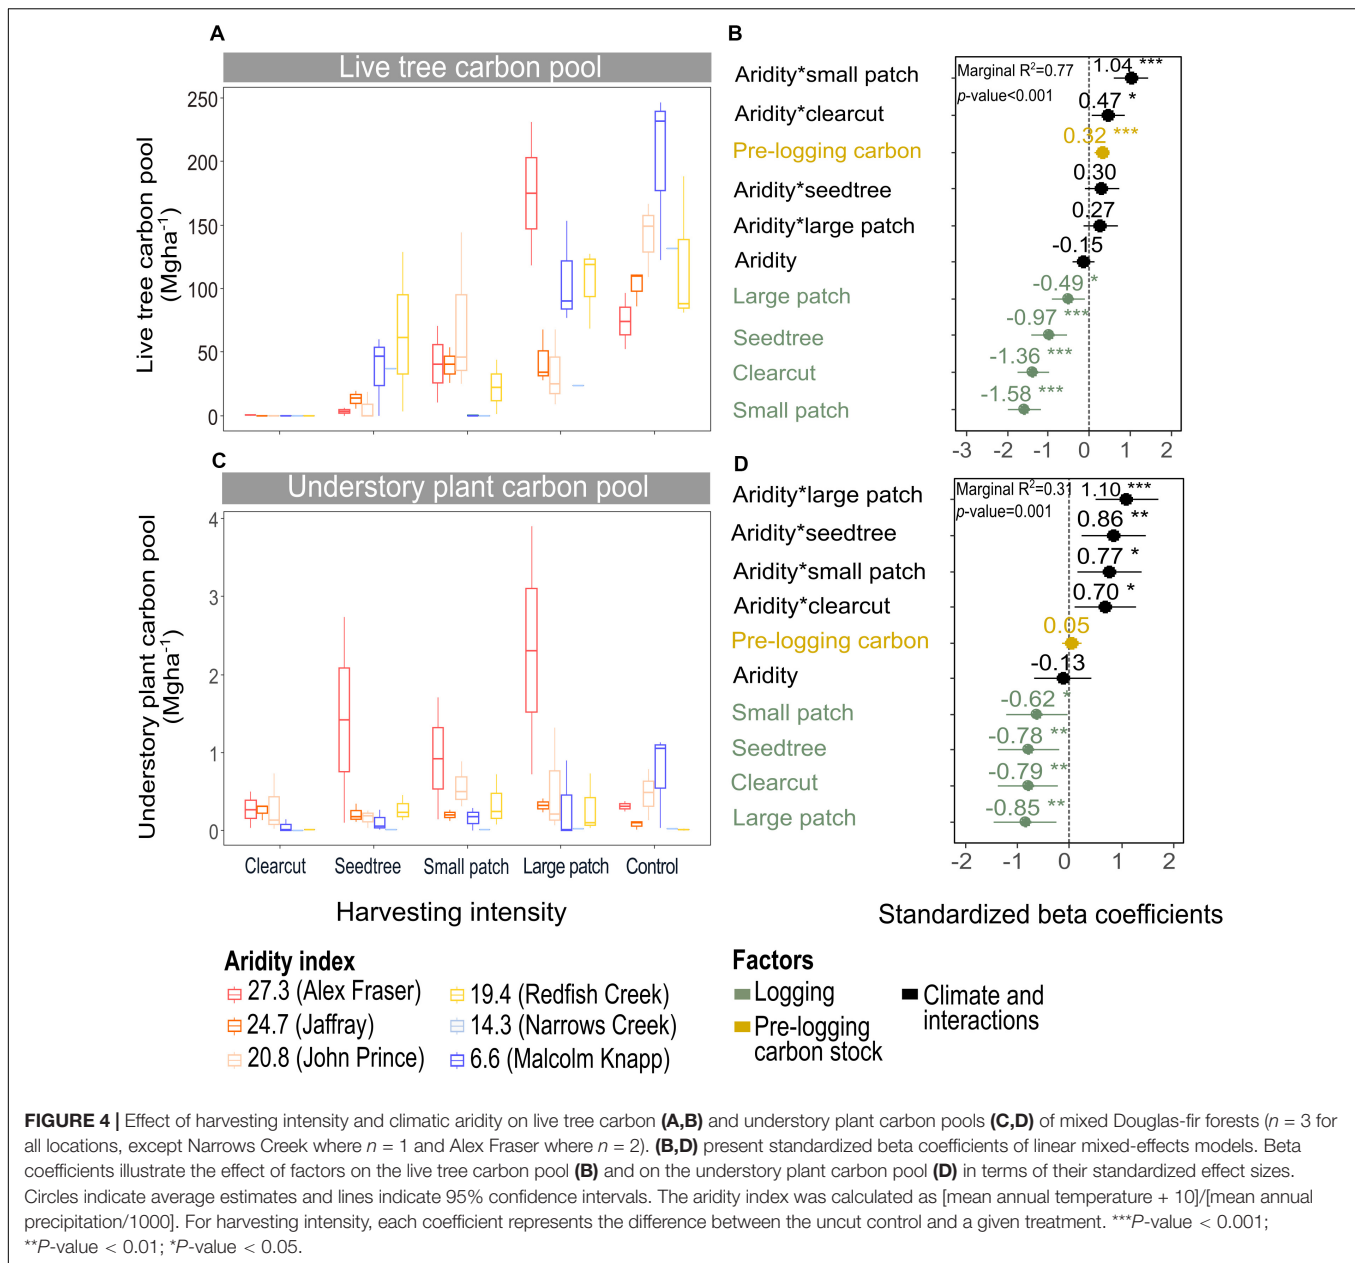 A
Live tree carbon pool
Live tree carbon pool
(Mgha-1)
250
200
150
100
50
0
B
Marginal R2=0.77
p-value<0.001
Aridity*small patch
1.04 ***
Aridity*clearcut
0.47 *
Pre-logging carbon
0.32 ***
Aridity*seedtree
0.30
Aridity*large patch
0.27
Aridity
-0.15
Large patch
-0.49 *
Seedtree
-0.97 ***
Clearcut
-1.36 ***
Small patch
-1.58 ***
-3 -2 -1 0 1 2
C
Understory plant carbon pool
Understory plant carbon pool
(Mgha-1)
4
3
2
1
0
Clearcut Seedtree Small patch Large patch Control
Harvesting intensity
D
Marginal R2=0.31
p-value=0.001
Aridity*large patch
1.10 ***
Aridity*seedtree
0.86 **
Aridity*small patch
0.77 *
Aridity*clearcut
0.70 *
Pre-logging carbon
0.05
Aridity
-0.13
Small patch
-0.62 *
Seedtree
-0.78 **
Clearcut
-0.79 **
Large patch
-0.85 **
-2 -1 0 1 2
Standardized beta coefficients
Aridity index
27.3 (Alex Fraser)
24.7 (Jaffray)
20.8 (John Prince)
19.4 (Redfish Creek)
14.3 (Narrows Creek)
6.6 (Malcolm Knapp)
Factors
Logging
Pre-logging
carbon stock
Climate and
interactions
FIGURE 4 | Effect of harvesting intensity and climatic aridity on live tree carbon (A,B) and understory plant carbon pools (C,D) of mixed Douglas-fir forests (n = 3 for
all locations, except Narrows Creek where n = 1 and Alex Fraser where n = 2). (B,D) present standardized beta coefficients of linear mixed-effects models. Beta
coefficients illustrate the effect of factors on the live tree carbon pool (B) and on the understory plant carbon pool (D) in terms of their standardized effect sizes.
Circles indicate average estimates and lines indicate 95% confidence intervals. The aridity index was calculated as [mean annual temperature + 10]/[mean annual
precipitation/1000]. For harvesting intensity, each coefficient represents the difference between the uncut control and a given treatment. ***P-value < 0.001;
**P-value < 0.01; *P-value < 0.05.